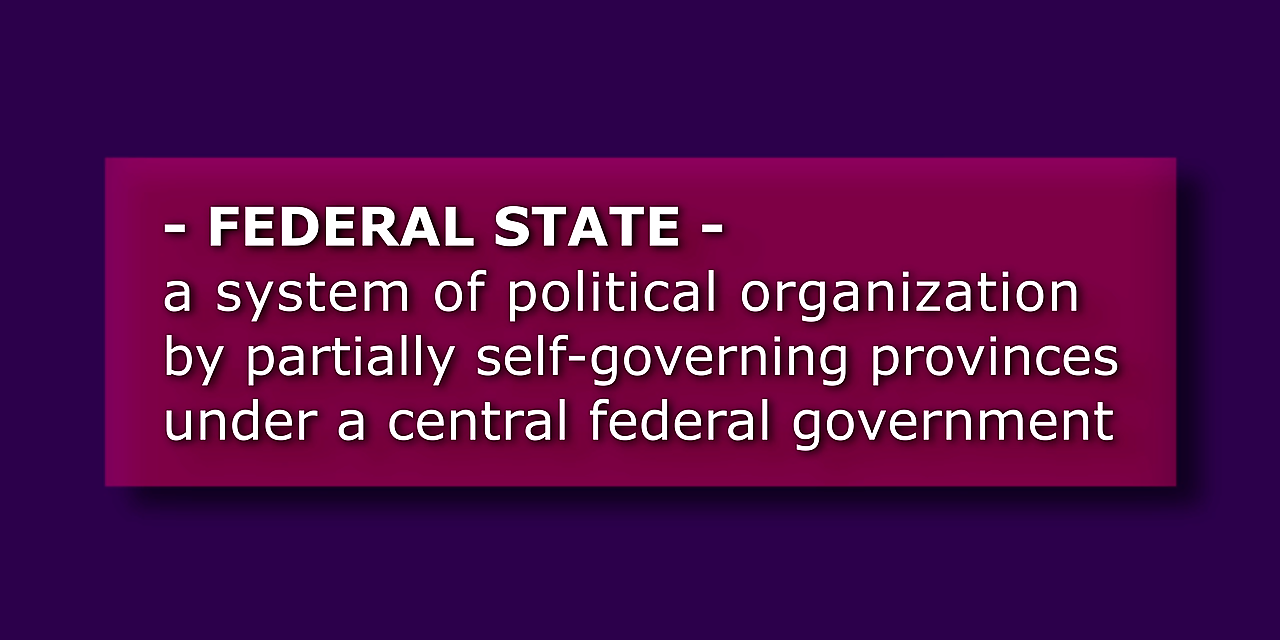 - FEDERAL STATE -
a system of political organization
by partially self-governing provinces
under a central federal government